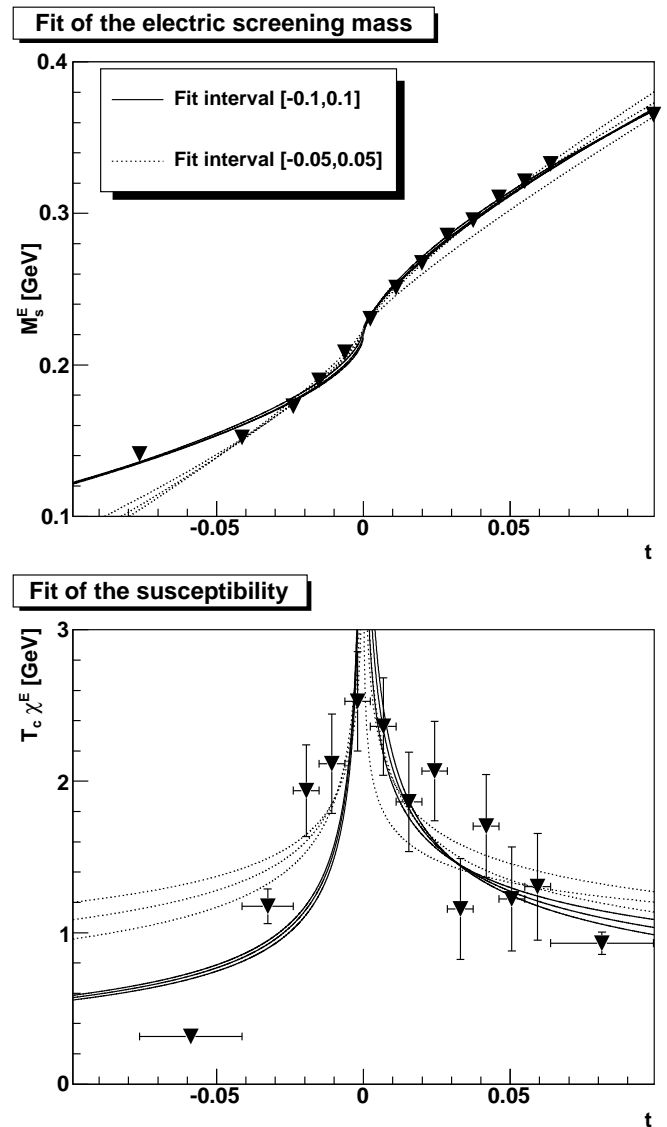 Fit of the electric screening mass
M_s^E [GeV]
0.4
0.3
0.2
0.1
Fit interval [-0.1,0.1]
Fit interval [-0.05,0.05]
-0.05 0 0.05
t
Fit of the susceptibility
T_c χ^E [GeV]
3
2
1
0
-0.05 0 0.05
t